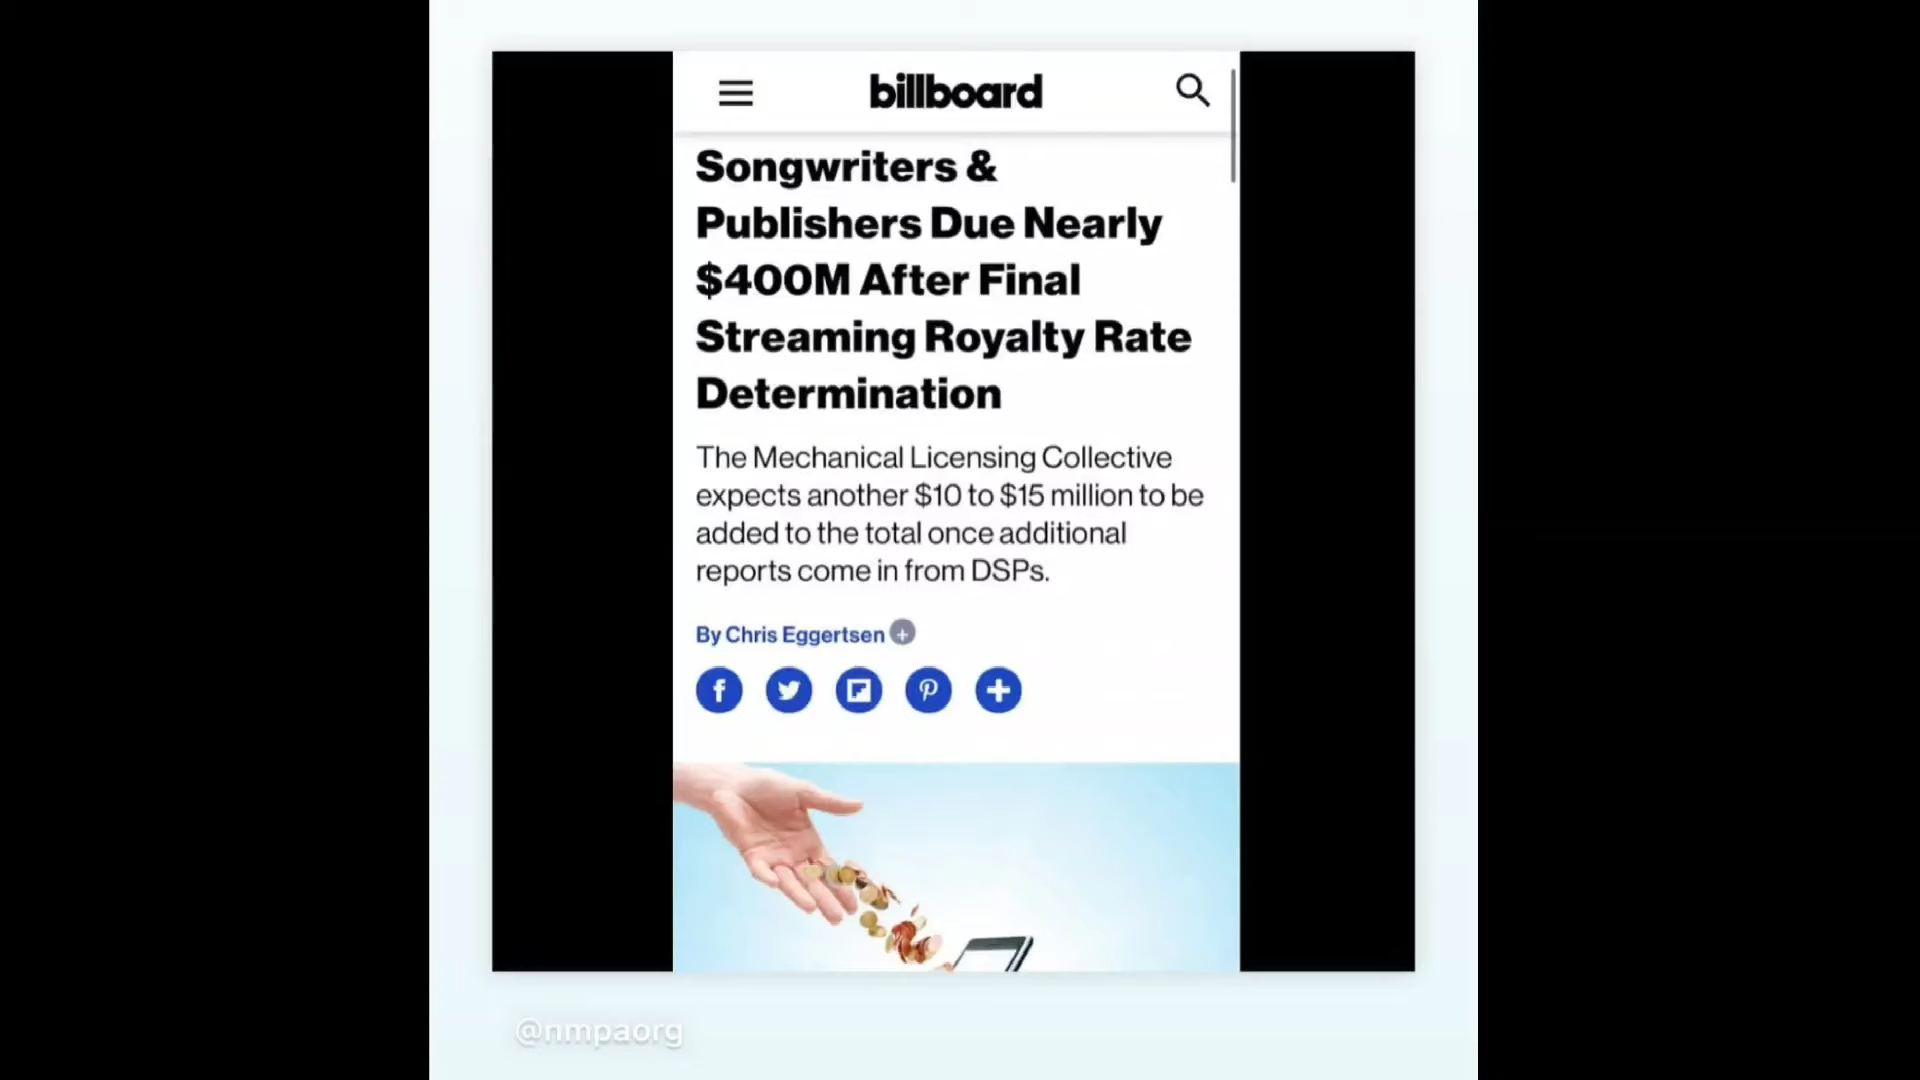 billboard
Songwriters &
Publishers Due Nearly
$400M After Final
Streaming Royalty Rate
Determination
The Mechanical Licensing Collective
expects another $10 to $15 million to be
added to the total once additional
reports come in from DSPs.
By Chris Eggertsen
@nmpaorg